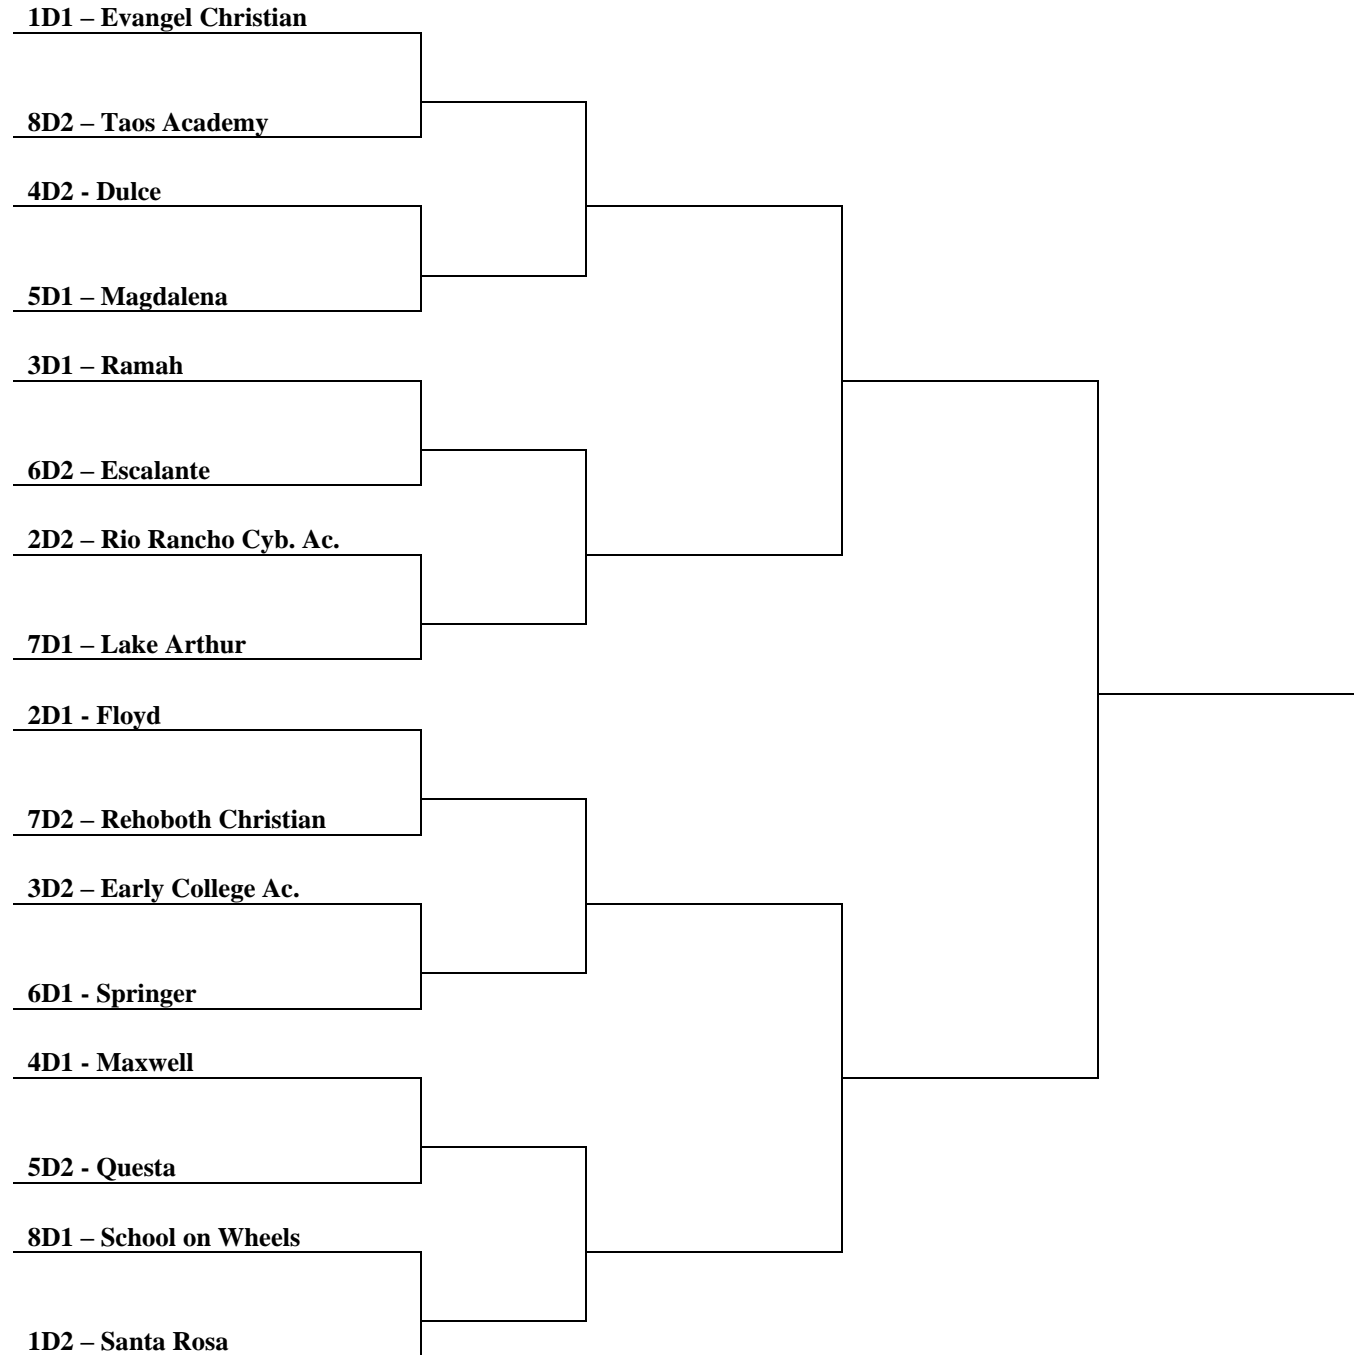 1D1 – Evangel Christian
8D2 – Taos Academy
4D2 - Dulce
5D1 – Magdalena
3D1 – Ramah
6D2 – Escalante
2D2 – Rio Rancho Cyb. Ac.
7D1 – Lake Arthur
2D1 - Floyd
7D2 – Rehoboth Christian
3D2 – Early College Ac.
6D1 - Springer
4D1 - Maxwell
5D2 - Questa
8D1 – School on Wheels
1D2 – Santa Rosa